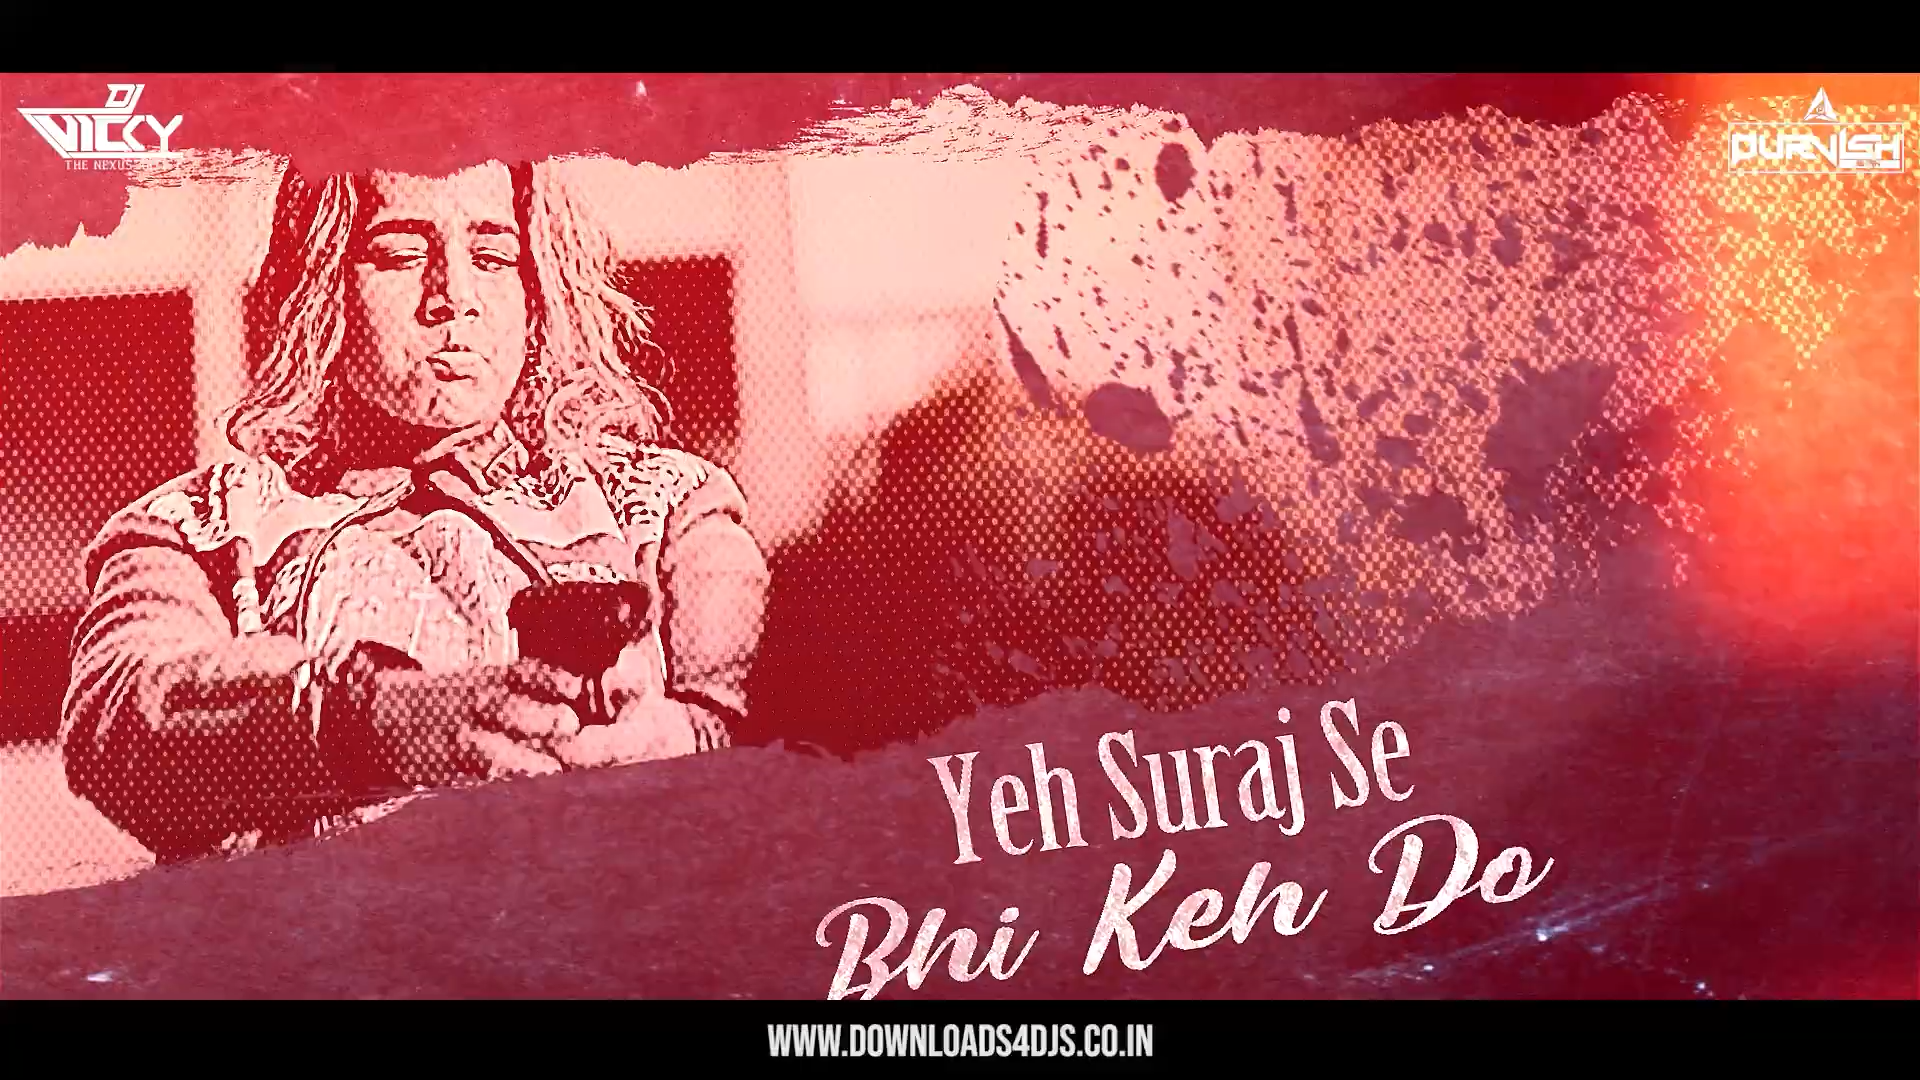 DJ
VICKY
THE NEXUS
PURVISH
Yeh Suraj Se
Bhi Keh Do
WWW.DOWNLOADS4DJS.CO.IN